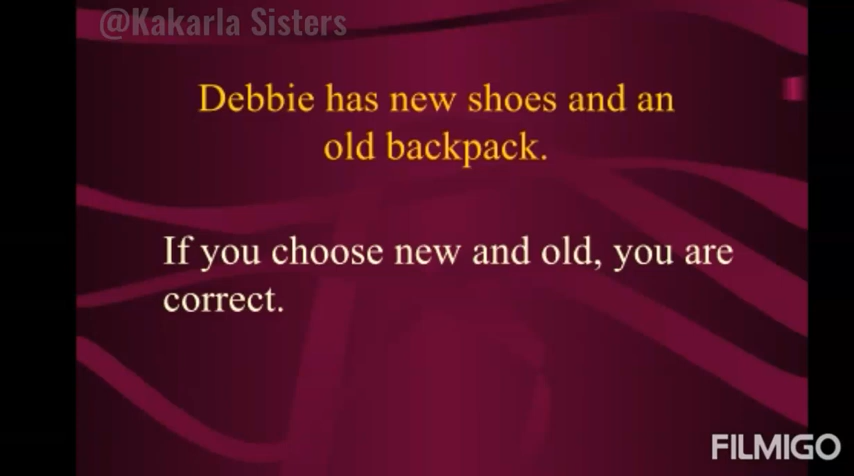 @Kakarla Sisters
Debbie has new shoes and an
old backpack.
If you choose new and old, you are
correct.
FILMIGO